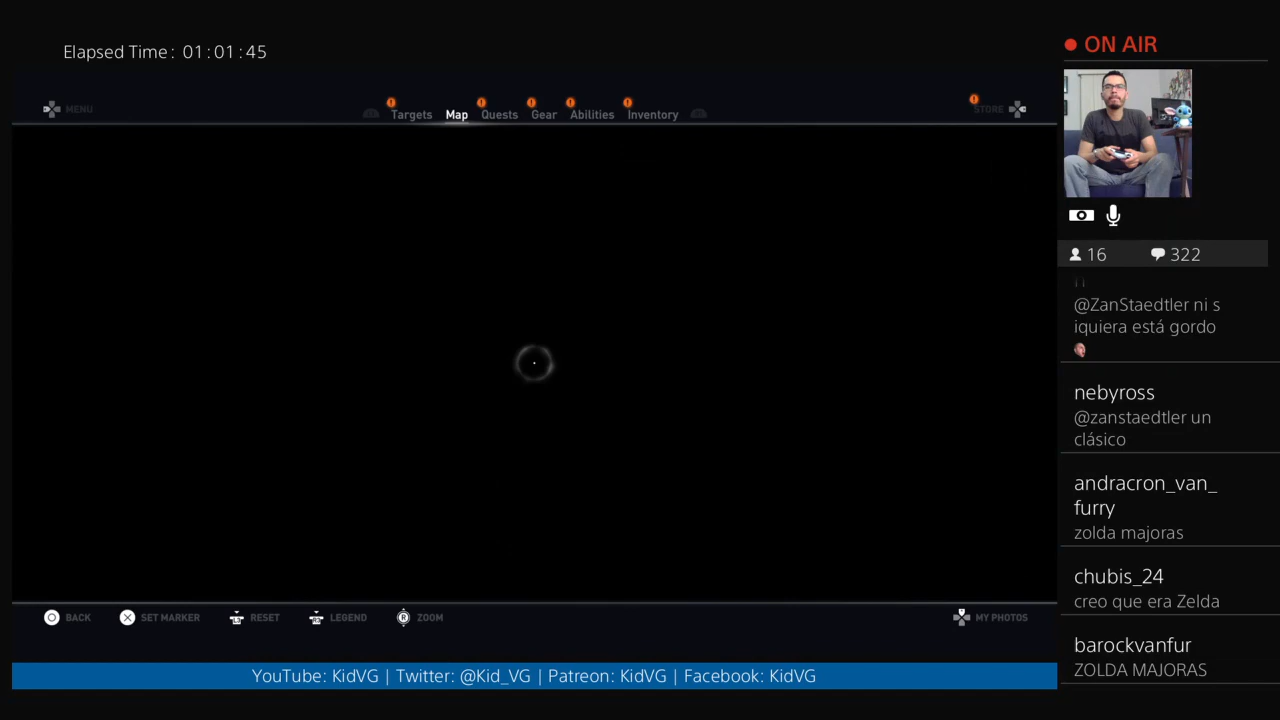 Elapsed Time: 01:01:45
ON AIR
MENU
Targets Map Quests Gear Abilities Inventory
STORE
16 322
@ZanStaedtler ni s
iquiera está gordo
nebyross
@zanstaedtler un
clásico
andracron_van_
furry
zolda majoras
chubis_24
creo que era Zelda
barockvanfur
ZOLDA MAJORAS
BACK SET MARKER RESET LEGEND R ZOOM MY PHOTOS
YouTube: KidVG | Twitter: @Kid_VG | Patreon: KidVG | Facebook: KidVG